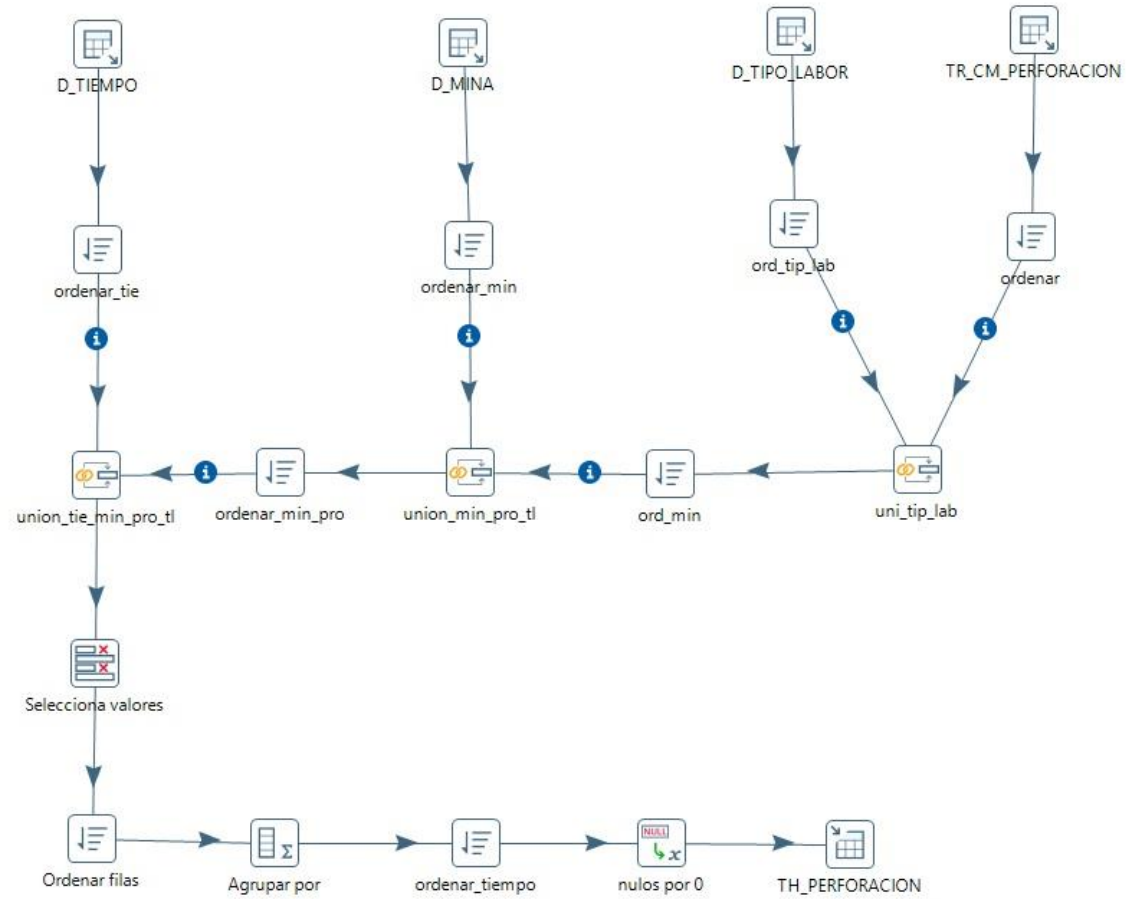 D_TIEMPO
D_MINA
D_TIPO_LABOR
TR_CM_PERFORACION
ordenar_tie
ordenar_min
ord_tip_lab
ordenar
union_tie_min_pro_tl
ordenar_min_pro
union_min_pro_tl
ord_min
uni_tip_lab
Selecciona valores
Ordenar filas
Agrupar por
ordenar_tiempo
NULL
x
nulos por 0
TH_PERFORACION